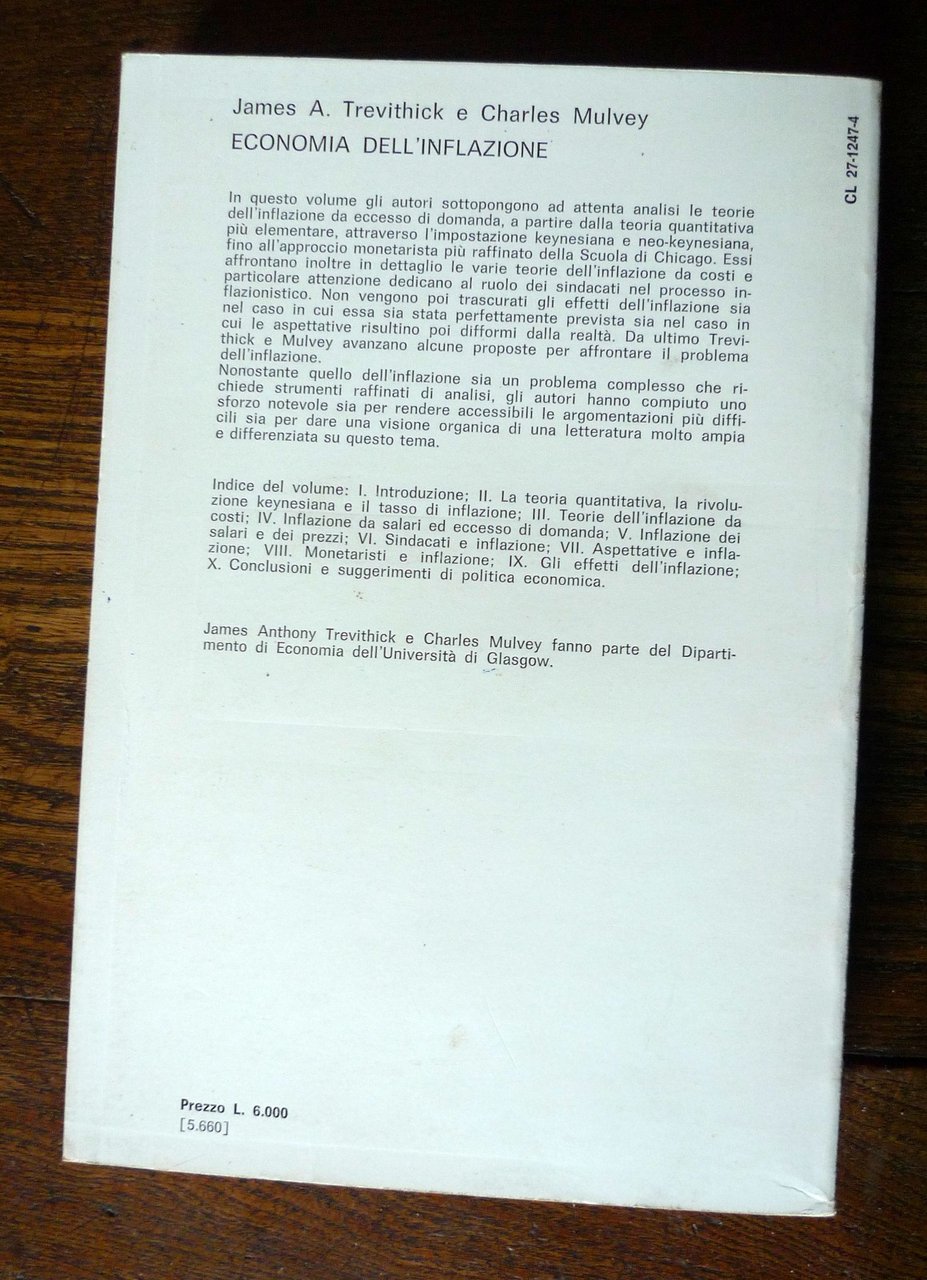 James A. Trevithick e Charles Mulvey
ECONOMIA DELL'INFLAZIONE
CL 27-1247-4
In questo volume gli autori sottopongono ad attenta analisi le teorie
dell'inflazione da eccesso di domanda, a partire dalla teoria quantitativa
più elementare, attraverso l'impostazione keynesiana e neo-keynesiana,
fino all'approccio monetarista più raffinato della Scuola di Chicago. Essi
affrontano inoltre in dettaglio le varie teorie dell'inflazione da costi e
particolare attenzione dedicano al ruolo dei sindacati nel processo in-
flazionistico. Non vengono poi trascurati gli effetti dell'inflazione sia
nel caso in cui essa sia stata perfettamente prevista sia nel caso in
cui le aspettative risultino poi difformi dalla realtà. Da ultimo Trevi-
thick e Mulvey avanzano alcune proposte per affrontare il problema
dell'inflazione.
Nonostante quello dell'inflazione sia un problema complesso che ri-
chiede strumenti raffinati di analisi, gli autori hanno compiuto uno
sforzo notevole sia per rendere accessibili le argomentazioni più diffi-
cili sia per dare una visione organica di una letteratura molto ampia
e differenziata su questo tema.
Indice del volume: I. Introduzione; II. La teoria quantitativa, la rivolu-
zione keynesiana e il tasso di inflazione; III. Teorie dell'inflazione da
costi; IV. Inflazione da salari ed eccesso di domanda; V. Inflazione dei
salari e dei prezzi; VI. Sindacati e inflazione; VII. Aspettative e infla-
zione; VIII. Monetaristi e inflazione; IX. Gli effetti dell'inflazione;
X. Conclusioni e suggerimenti di politica economica.
James Anthony Trevithick e Charles Mulvey fanno parte del Diparti-
mento di Economia dell'Università di Glasgow.
Prezzo L. 6.000
[5.660]